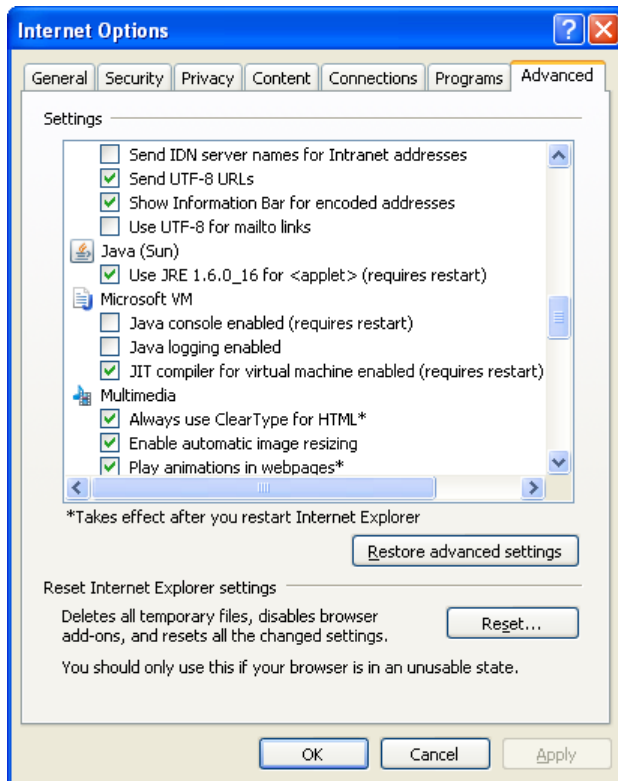 Internet Options
General Security Privacy Content Connections Programs Advanced
Settings
Send IDN server names for Intranet addresses
Send UTF-8 URLs
Show Information Bar for encoded addresses
Use UTF-8 for mailto links
Java (Sun)
Use JRE 1.6.0_16 for <applet> (requires restart)
Microsoft VM
Java console enabled (requires restart)
Java logging enabled
JIT compiler for virtual machine enabled (requires restart)
Multimedia
Always use ClearType for HTML*
Enable automatic image resizing
Play animations in webpages*
*Takes effect after you restart Internet Explorer
Restore advanced settings
Reset Internet Explorer settings
Deletes all temporary files, disables browser
add-ons, and resets all the changed settings.
Reset...
You should only use this if your browser is in an unusable state.
OK Cancel Apply